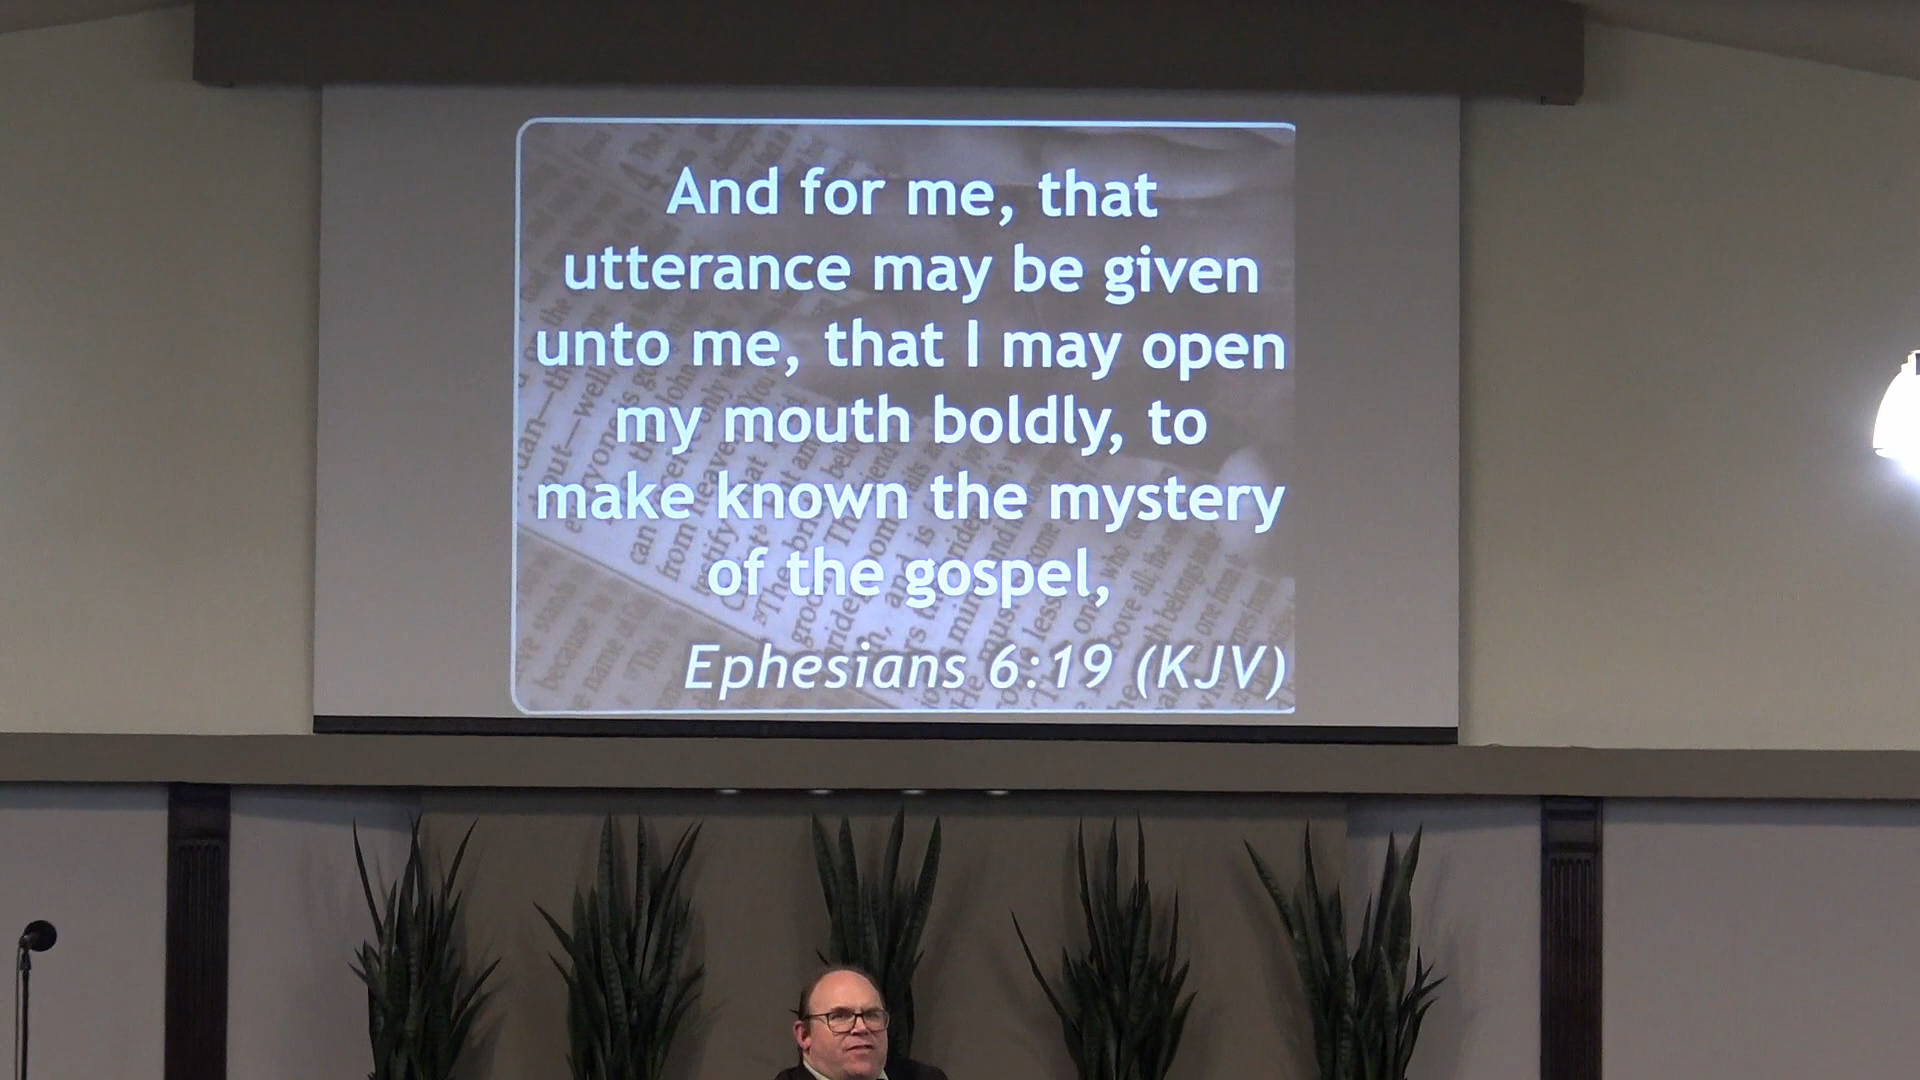 And for me, that
utterance may be given
unto me, that I may open
my mouth boldly, to
make known the mystery
of the gospel,
Ephesians 6:19 (KJV)